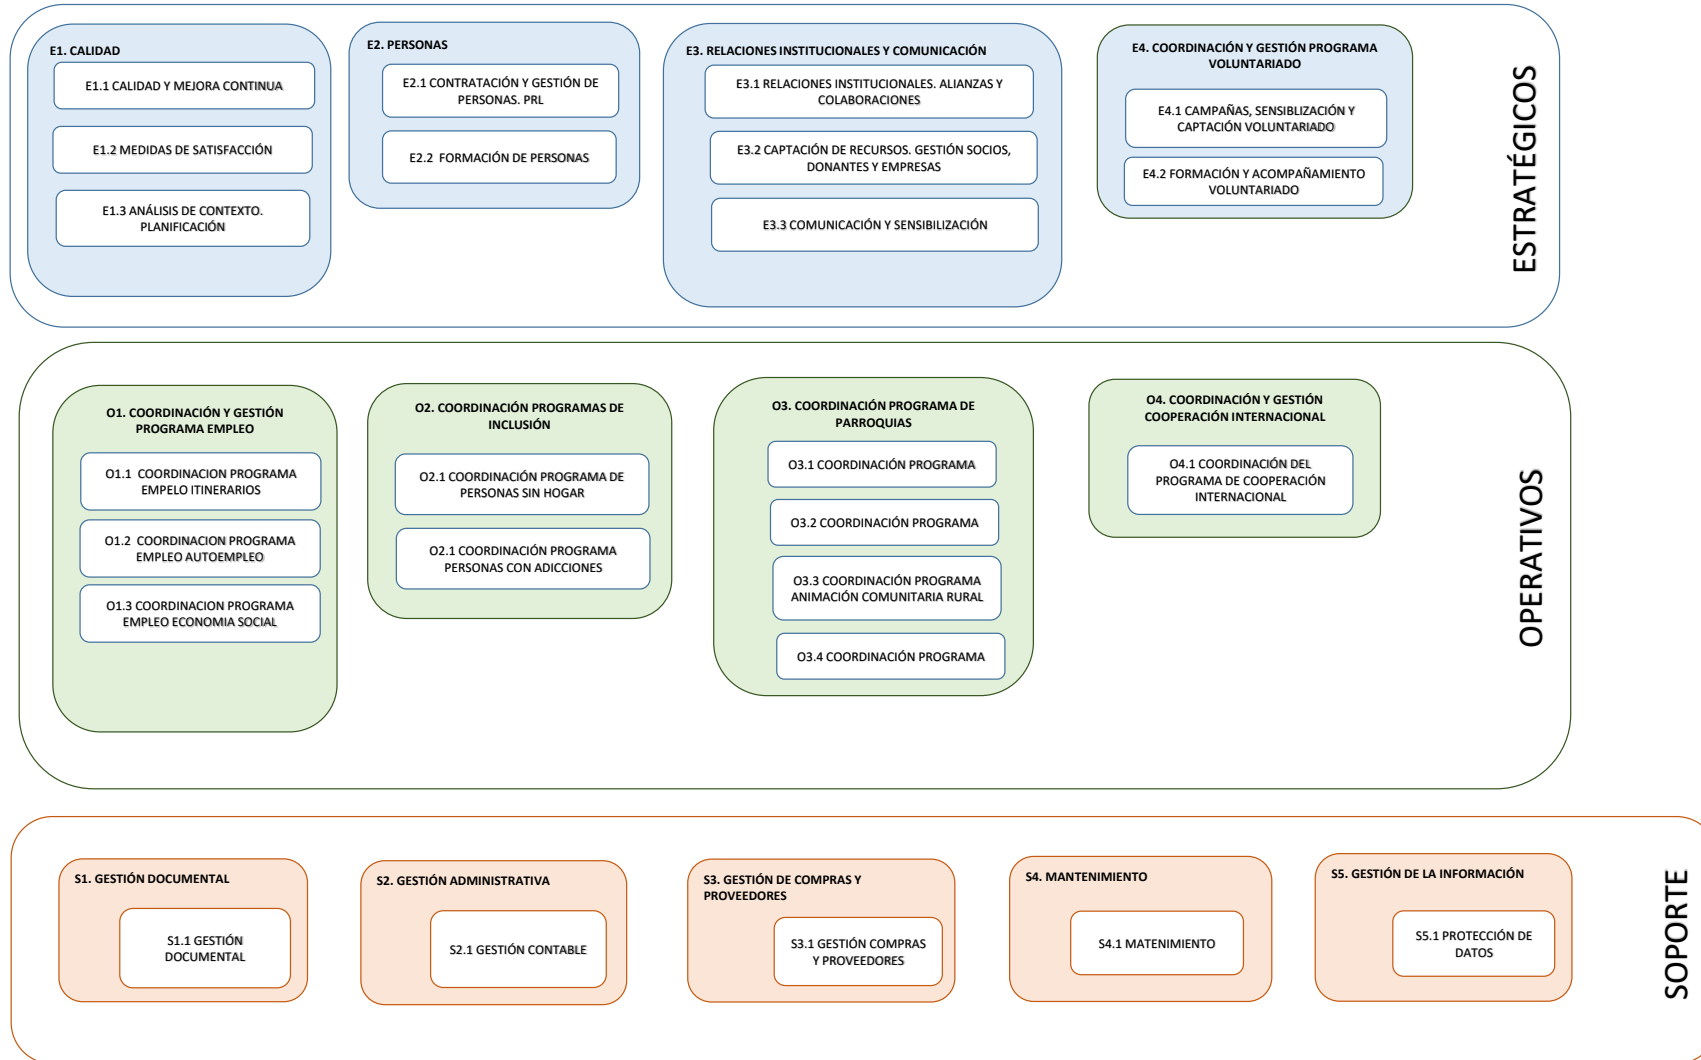 E1. CALIDAD
E1.1 CALIDAD Y MEJORA CONTINUA
E1.2 MEDIDAS DE SATISFACCIÓN
E1.3 ANÁLISIS DE CONTEXTO.
PLANIFICACIÓN
E2. PERSONAS
E2.1 CONTRATACIÓN Y GESTIÓN DE
PERSONAS. PRL
E2.2 FORMACIÓN DE PERSONAS
E3. RELACIONES INSTITUCIONALES Y COMUNICACIÓN
E3.1 RELACIONES INSTITUCIONALES. ALIANZAS Y
COLABORACIONES
E3.2 CAPTACIÓN DE RECURSOS. GESTIÓN SOCIOS,
DONANTES Y EMPRESAS
E3.3 COMUNICACIÓN Y SENSIBILIZACIÓN
E4. COORDINACIÓN Y GESTIÓN PROGRAMA
VOLUNTARIADO
E4.1 CAMPAÑAS, SENSIBLIZACIÓN Y
CAPTACIÓN VOLUNTARIADO
E4.2 FORMACIÓN Y ACOMPAÑAMIENTO
VOLUNTARIADO
ESTRATÉGICOS
O1. COORDINACIÓN Y GESTIÓN
PROGRAMA EMPLEO
O1.1 COORDINACION PROGRAMA
EMPELO ITINERARIOS
O1.2 COORDINACION PROGRAMA
EMPLEO AUTOEMPLEO
O1.3 COORDINACION PROGRAMA
EMPLEO ECONOMIA SOCIAL
O2. COORDINACIÓN PROGRAMAS DE
INCLUSIÓN
O2.1 COORDINACIÓN PROGRAMA DE
PERSONAS SIN HOGAR
O2.1 COORDINACIÓN PROGRAMA
PERSONAS CON ADICCIONES
O3. COORDINACIÓN PROGRAMA DE
PARROQUIAS
O3.1 COORDINACIÓN PROGRAMA
O3.2 COORDINACIÓN PROGRAMA
O3.3 COORDINACIÓN PROGRAMA
ANIMACIÓN COMUNITARIA RURAL
O3.4 COORDINACIÓN PROGRAMA
O4. COORDINACIÓN Y GESTIÓN
COOPERACIÓN INTERNACIONAL
O4.1 COORDINACIÓN DEL
PROGRAMA DE COOPERACIÓN
INTERNACIONAL
OPERATIVOS
S1. GESTIÓN DOCUMENTAL
S1.1 GESTIÓN
DOCUMENTAL
S2. GESTIÓN ADMINISTRATIVA
S2.1 GESTIÓN CONTABLE
S3. GESTIÓN DE COMPRAS Y
PROVEEDORES
S3.1 GESTIÓN COMPRAS
Y PROVEEDORES
S4. MANTENIMIENTO
S4.1 MATENIMIENTO
S5. GESTIÓN DE LA INFORMACIÓN
S5.1 PROTECCIÓN DE
DATOS
SOPORTE